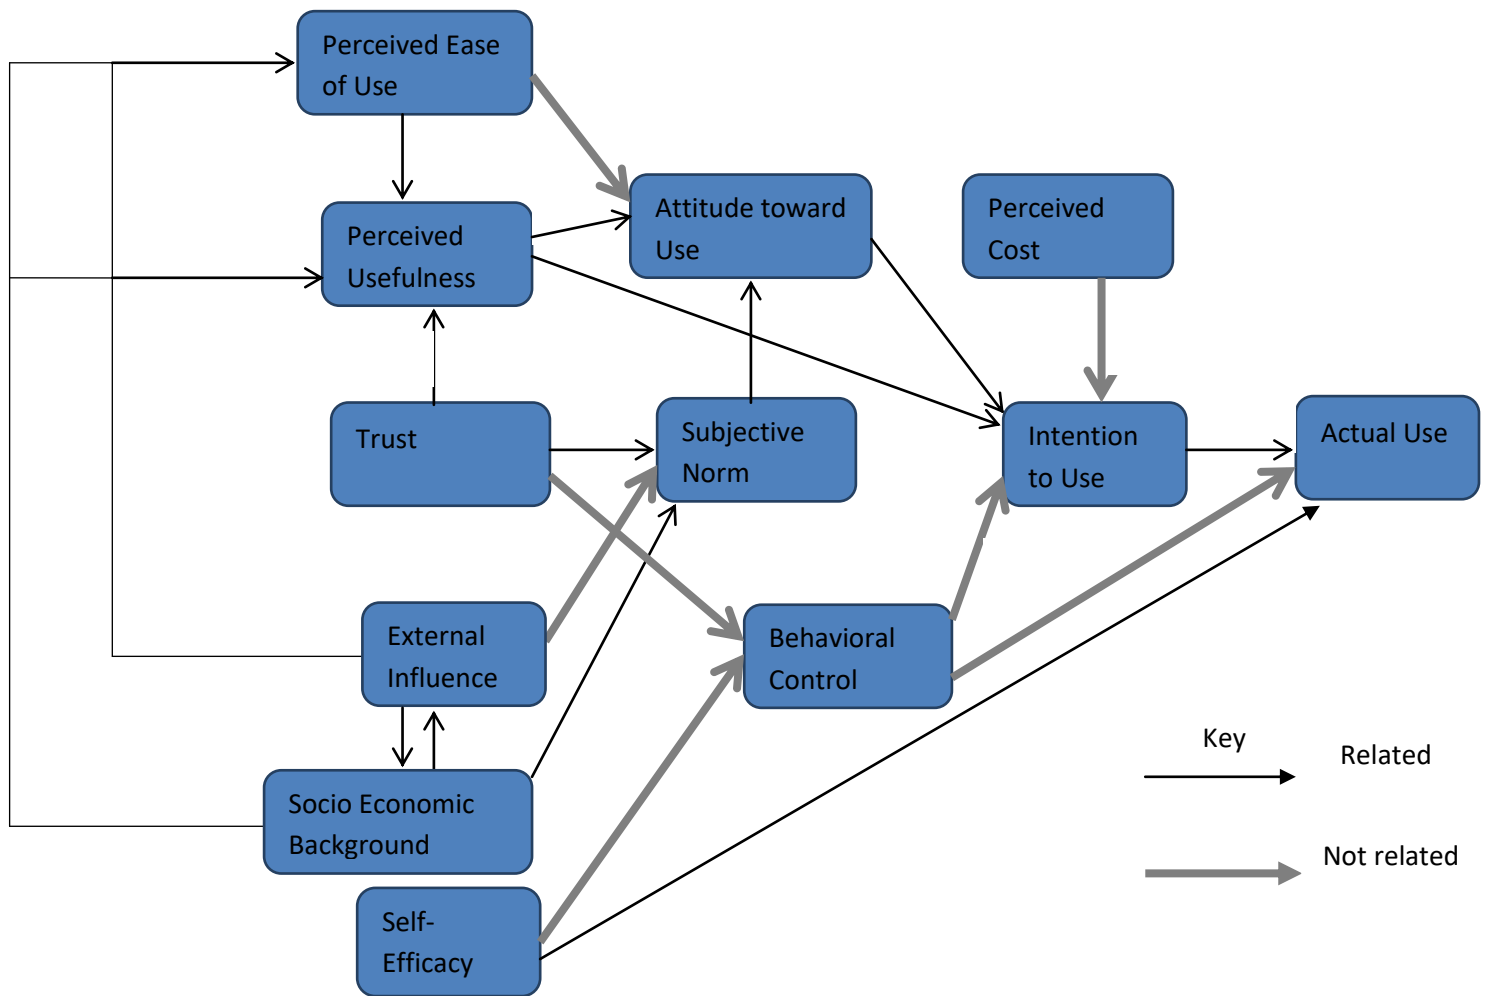 Perceived Ease
of Use
Perceived
Usefulness
Attitude toward
Use
Perceived
Cost
Trust
Subjective
Norm
Intention
to Use
Actual Use
External
Influence
Behavioral
Control
Socio Economic
Background
Self-
Efficacy
Key
Related
Not related